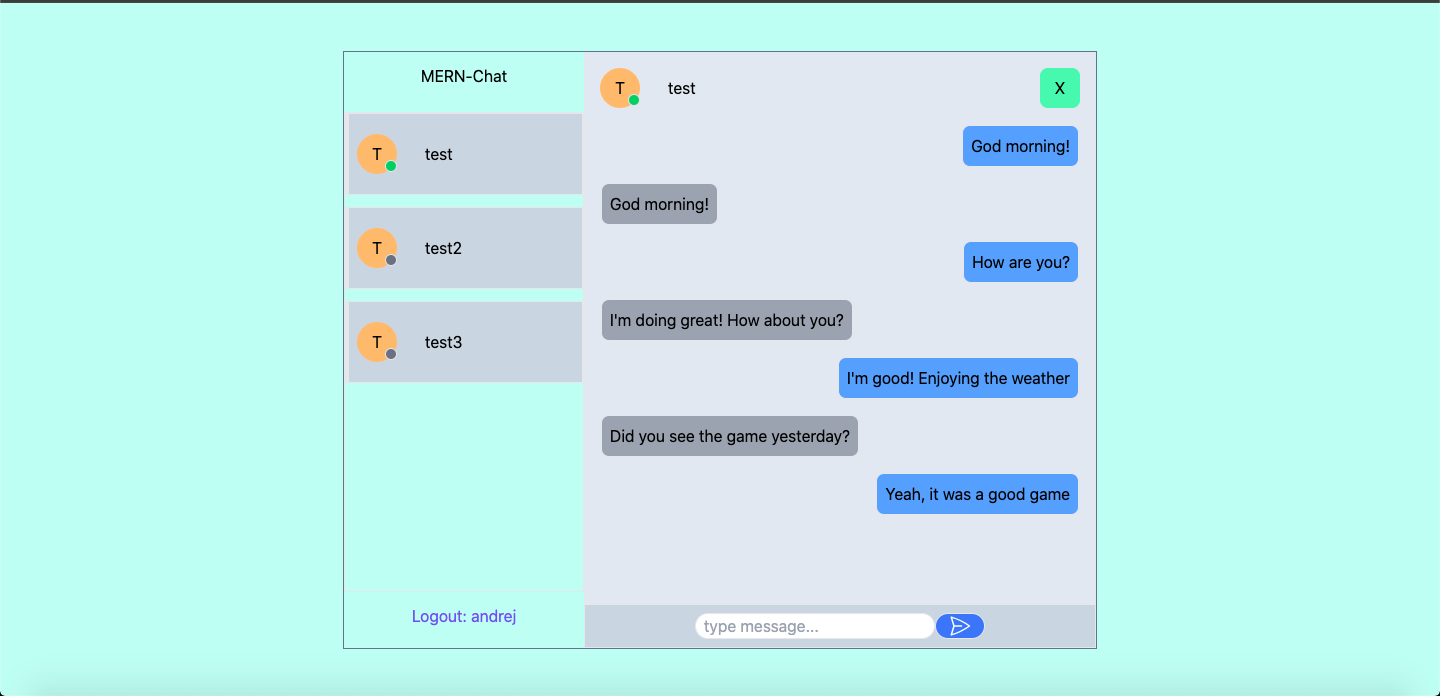 MERN-Chat
T test
T test2
T test3
Logout: andrej
T test X
God morning!
God morning!
How are you?
I'm doing great! How about you?
I'm good! Enjoying the weather
Did you see the game yesterday?
Yeah, it was a good game
type message...